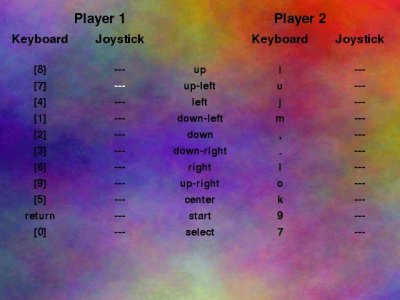 Player 1 Player 2
Keyboard Joystick Keyboard Joystick
[8] --- up i ---
[7] --- up-left u ---
[4] --- left j ---
[1] --- down-left m ---
[2] --- down , ---
[3] --- down-right . ---
[6] --- right l ---
[9] --- up-right o ---
[5] --- center k ---
return --- start 9 ---
[0] --- select 7 ---